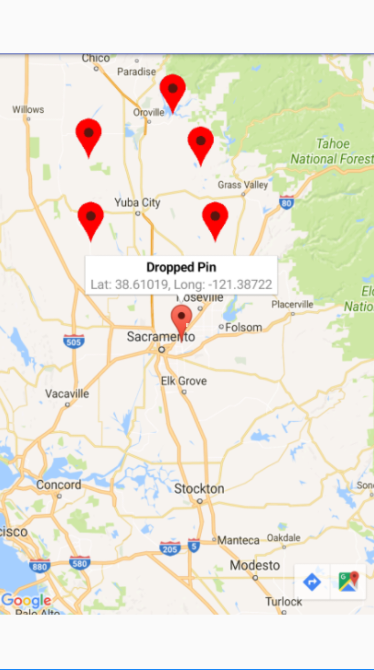 Chico
Paradise
Willows
Oroville
Tahoe
National Forest
Grass Valley
Yuba City
80
Dropped Pin
Lat: 38.61019, Long: -121.38722
Roseville
Placerville
Folsom
Sacramento
505
Elk Grove
Vacaville
Concord
Stockton
cisco
Manteca
Oakdale
205
5
880
580
Modesto
Google
Turlock
Palo Alto